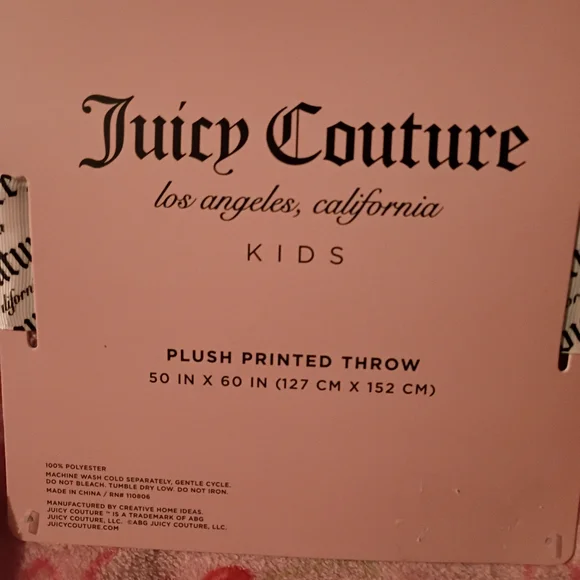 Juicy Couture
los angeles, california
KIDS
PLUSH PRINTED THROW
50 IN X 60 IN (127 CM X 152 CM)
100% POLYESTER
MACHINE WASH COLD SEPARATELY, GENTLE CYCLE.
DO NOT BLEACH. TUMBLE DRY LOW. DO NOT IRON.
MADE IN CHINA / RN# 110806
MANUFACTURED BY CREATIVE HOME IDEAS.
JUICY COUTURE ™ IS A TRADEMARK OF ABG
JUICY COUTURE, LLC. ©ABG JUICY COUTURE, LLC.
JUICYCOUTURE.COM